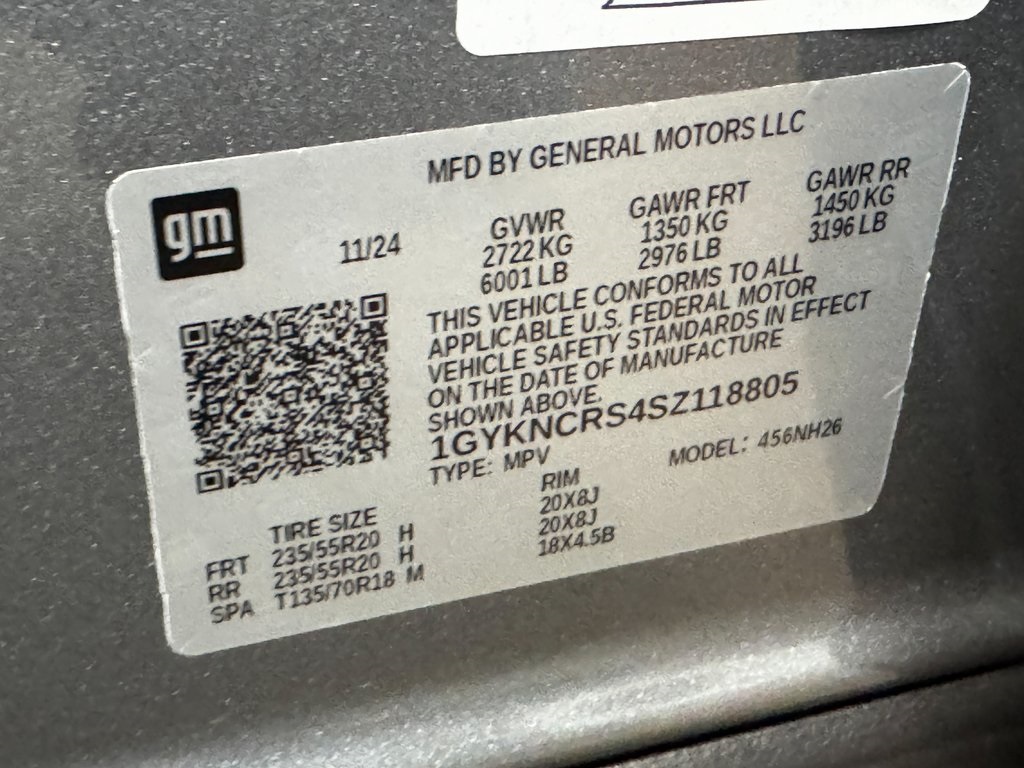 MFD BY GENERAL MOTORS LLC
gm
11/24
GVWR
2722 KG
6001 LB
GAWR FRT
1350 KG
2976 LB
GAWR RR
1450 KG
3196 LB
THIS VEHICLE CONFORMS TO ALL
APPLICABLE U.S. FEDERAL MOTOR
VEHICLE SAFETY STANDARDS IN EFFECT
ON THE DATE OF MANUFACTURE
SHOWN ABOVE.
1GYKNCRS4SZ118805
TYPE: MPV MODEL: 456NH26
TIRE SIZE RIM
FRT 235/55R20 H 20X8J
RR 235/55R20 H 20X8J
SPA T135/70R18 M 18X4.5B